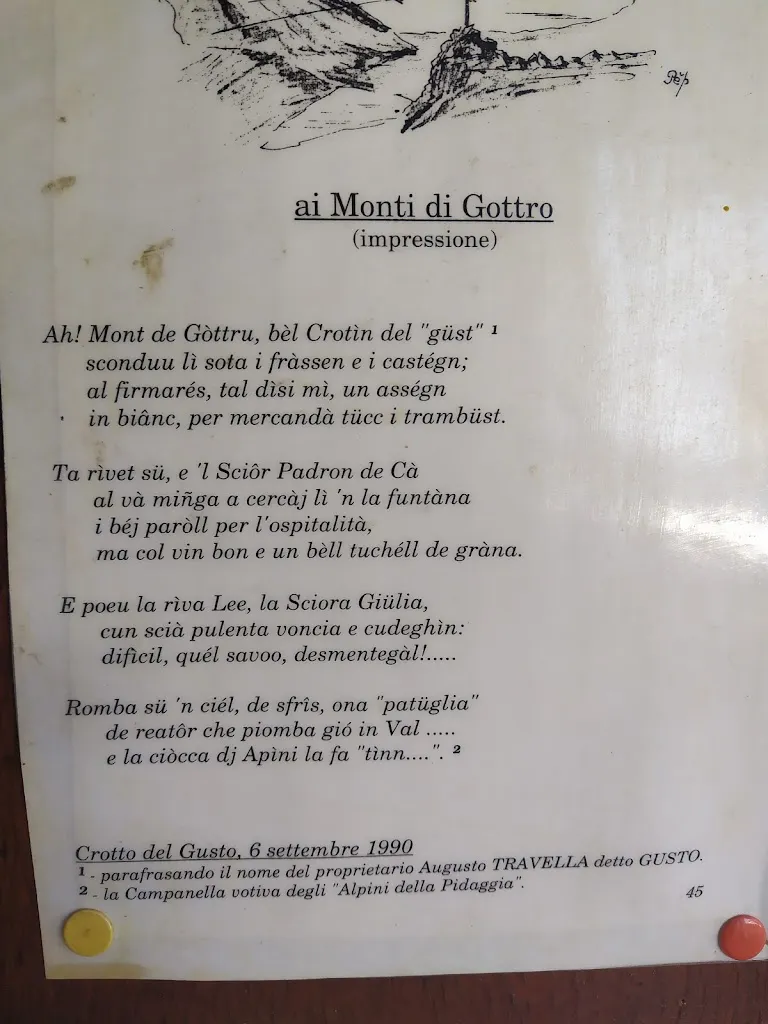 Pëp
ai Monti di Gottro
(impressione)
Ah! Mont de Gòttru, bèl Crotìn del "güst" ¹
sconduu lì sota i fràssen e i castégn;
al firmarés, tal dìsi mì, un asségn
in biânc, per mercandà tücc i trambüst.
Ta rìvet sü, e 'l Sciôr Padron de Cà
al và miñga a cercàj lì 'n la funtàna
i béj paròll per l'ospitalità,
ma col vin bon e un bèll tuchéll de gràna.
E poeu la rìva Lee, la Sciora Giülia,
cun scià pulenta voncia e cudeghìn:
difìcil, quél savoo, desmentegàl!.....
Romba sü 'n ciél, de sfrîs, ona "patüglia"
de reatôr che piomba gió in Val .....
e la ciòcca dj Apìni la fa "tìnn....". ²
Crotto del Gusto, 6 settembre 1990
¹ - parafrasando il nome del proprietario Augusto TRAVELLA detto GUSTO.
² - la Campanella votiva degli "Alpini della Pidaggia".
45